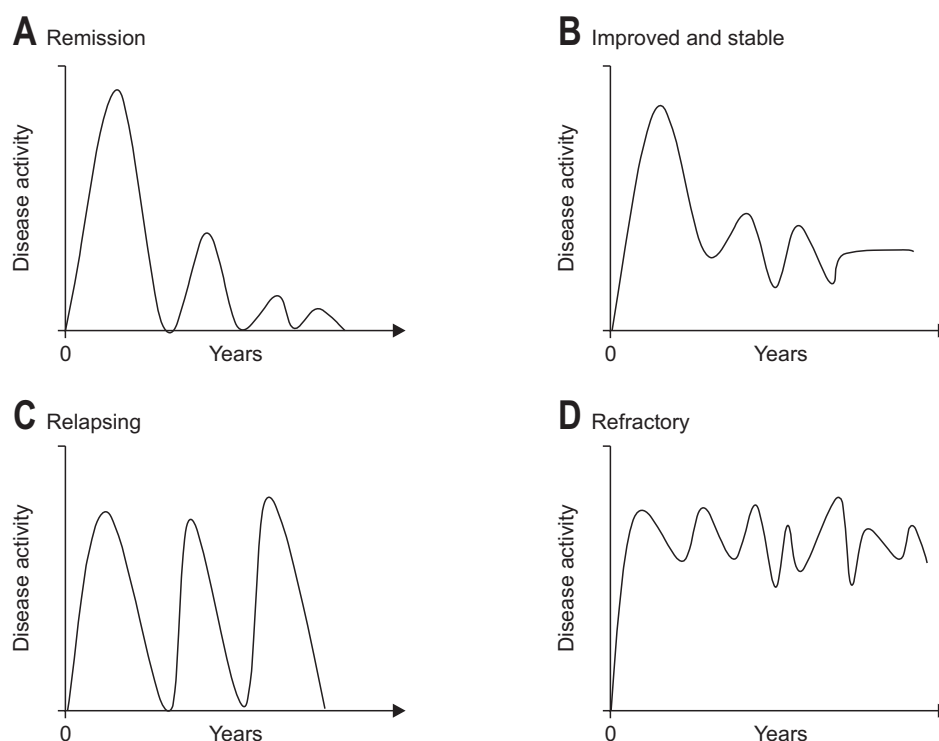 A Remission
B Improved and stable
Disease activity
Disease activity
0
Years
0
Years
C Relapsing
D Refractory
Disease activity
Disease activity
0
Years
0
Years